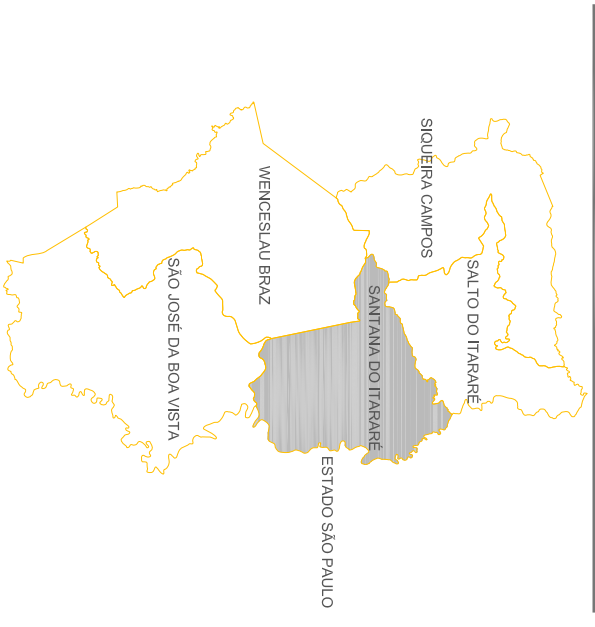 SIQUEIRA CAMPOS
SALTO DO ITARARÉ
WENCESLAU BRAZ
SANTANA DO ITARARÉ
SÃO JOSÉ DA BOA VISTA
ESTADO SÃO PAULO